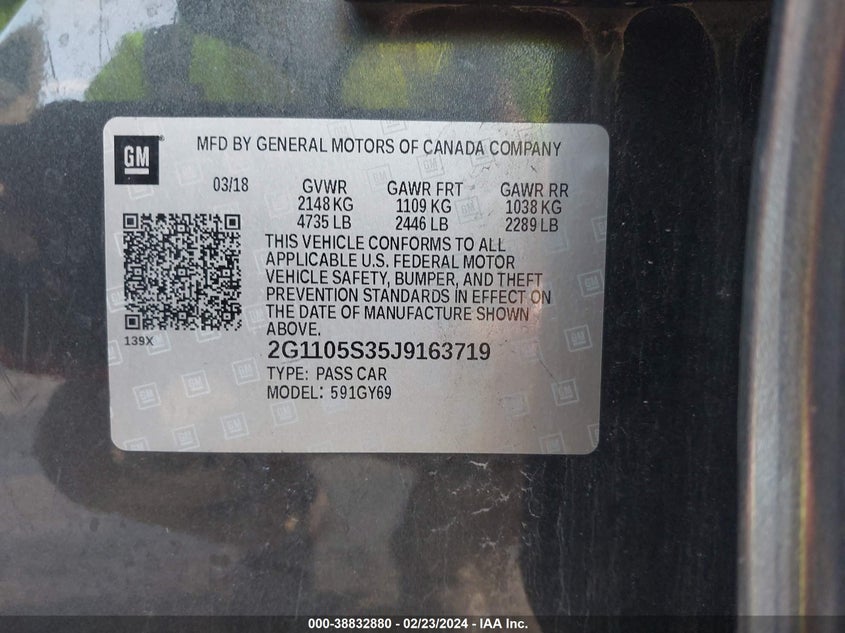 GM
MFD BY GENERAL MOTORS OF CANADA COMPANY
03/18 GVWR GAWR FRT GAWR RR
2148 KG 1109 KG 1038 KG
4735 LB 2446 LB 2289 LB
THIS VEHICLE CONFORMS TO ALL
APPLICABLE U.S. FEDERAL MOTOR
VEHICLE SAFETY, BUMPER, AND THEFT
PREVENTION STANDARDS IN EFFECT ON
THE DATE OF MANUFACTURE SHOWN
ABOVE.
139X
2G1105S35J9163719
TYPE: PASS CAR
MODEL: 591GY69
000-38832880 - 02/23/2024 - IAA Inc.